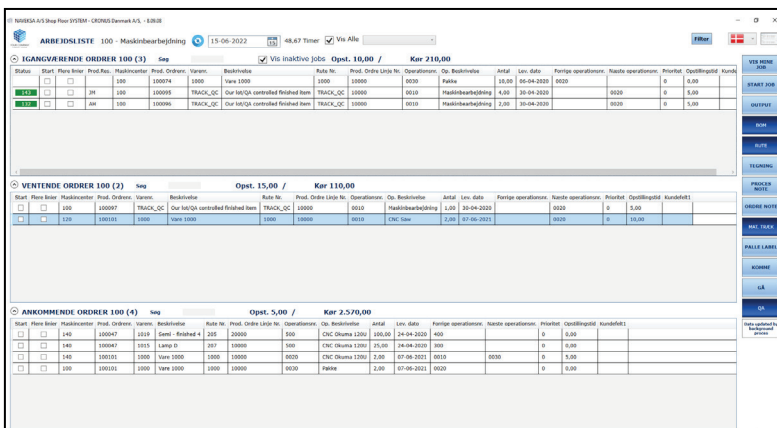 NAVEKSA A/S Shop Floor SYSTEM - CRONUS Danmark A/S, - 8.09.08
ARBEJDSLISTE 100 - Maskinbearbejdning 15-06-2022 15 48,67 Timer Vis Alle Filter
IGANGVÆRENDE ORDRER 100 (3) Søg Vis inaktive jobs Opst. 10,00 / Kør 210,00
Status Start Flere linier Prod.Res. Maskincenter Prod. Ordrenr. Varenr. Beskrivelse Rute Nr. Prod. Ordre Linje Nr. Operationsnr. Op. Beskrivelse Antal Lev. dato Forrige operationsnr. Næste operationsnr. Prioritet Opstillingstid Kunde
100 100074 1000 Vare 1000 1000 10000 0030 Pakke 10,00 06-04-2020 0020 0 0,00
143 JM 100 100095 TRACK_QC Our lot/QA controlled finished item TRACK_QC 10000 0010 Maskinbearbejdning 4,00 30-04-2020 0020 0 5,00
132 AH 100 100096 TRACK_QC Our lot/QA controlled finished item TRACK_QC 10000 0010 Maskinbearbejdning 2,00 30-04-2020 0020 0 5,00
VENTENDE ORDRER 100 (2) Søg Opst. 15,00 / Kør 110,00
Start Flere linier Maskincenter Prod. Ordrenr. Varenr. Beskrivelse Rute Nr. Prod. Ordre Linje Nr. Operationsnr. Op. Beskrivelse Antal Lev. dato Forrige operationsnr. Næste operationsnr. Prioritet Opstillingstid Kundefelt1
100 100097 TRACK_QC Our lot/QA controlled finished item TRACK_QC 10000 0010 Maskinbearbejdning 1,00 30-04-2020 0020 0 5,00
120 100101 1000 Vare 1000 1000 10000 0010 CNC Saw 2,00 07-06-2021 0020 0 10,00
ANKOMMENDE ORDRER 100 (4) Søg Opst. 5,00 / Kør 2.570,00
Start Flere linier Maskincenter Prod. Ordrenr. Varenr. Beskrivelse Rute Nr. Prod. Ordre Linje Nr. Operationsnr. Op. Beskrivelse Antal Lev. dato Forrige operationsnr. Næste operationsnr. Prioritet Opstillingstid Kundefelt1
140 100047 1019 Semi - finished 4 205 20000 500 CNC Okuma 120U 100,00 24-04-2020 400 0 0,00
140 100047 1015 Lamp D 207 10000 500 CNC Okuma 120U 25,00 24-04-2020 300 0 0,00
140 100101 1000 Vare 1000 1000 10000 0020 CNC Okuma 120U 2,00 07-06-2021 0010 0030 0 5,00
100 100101 1000 Vare 1000 1000 10000 0030 Pakke 2,00 07-06-2021 0020 0 0,00
VIS MINE
JOB
START JOB
OUTPUT
BOM
RUTE
TEGNING
PROCES
NOTE
ORDRE NOTE
MAT. TRÆK
PALLE LABEL
KOMME
GÅ
QA
Data updated by
background
proces